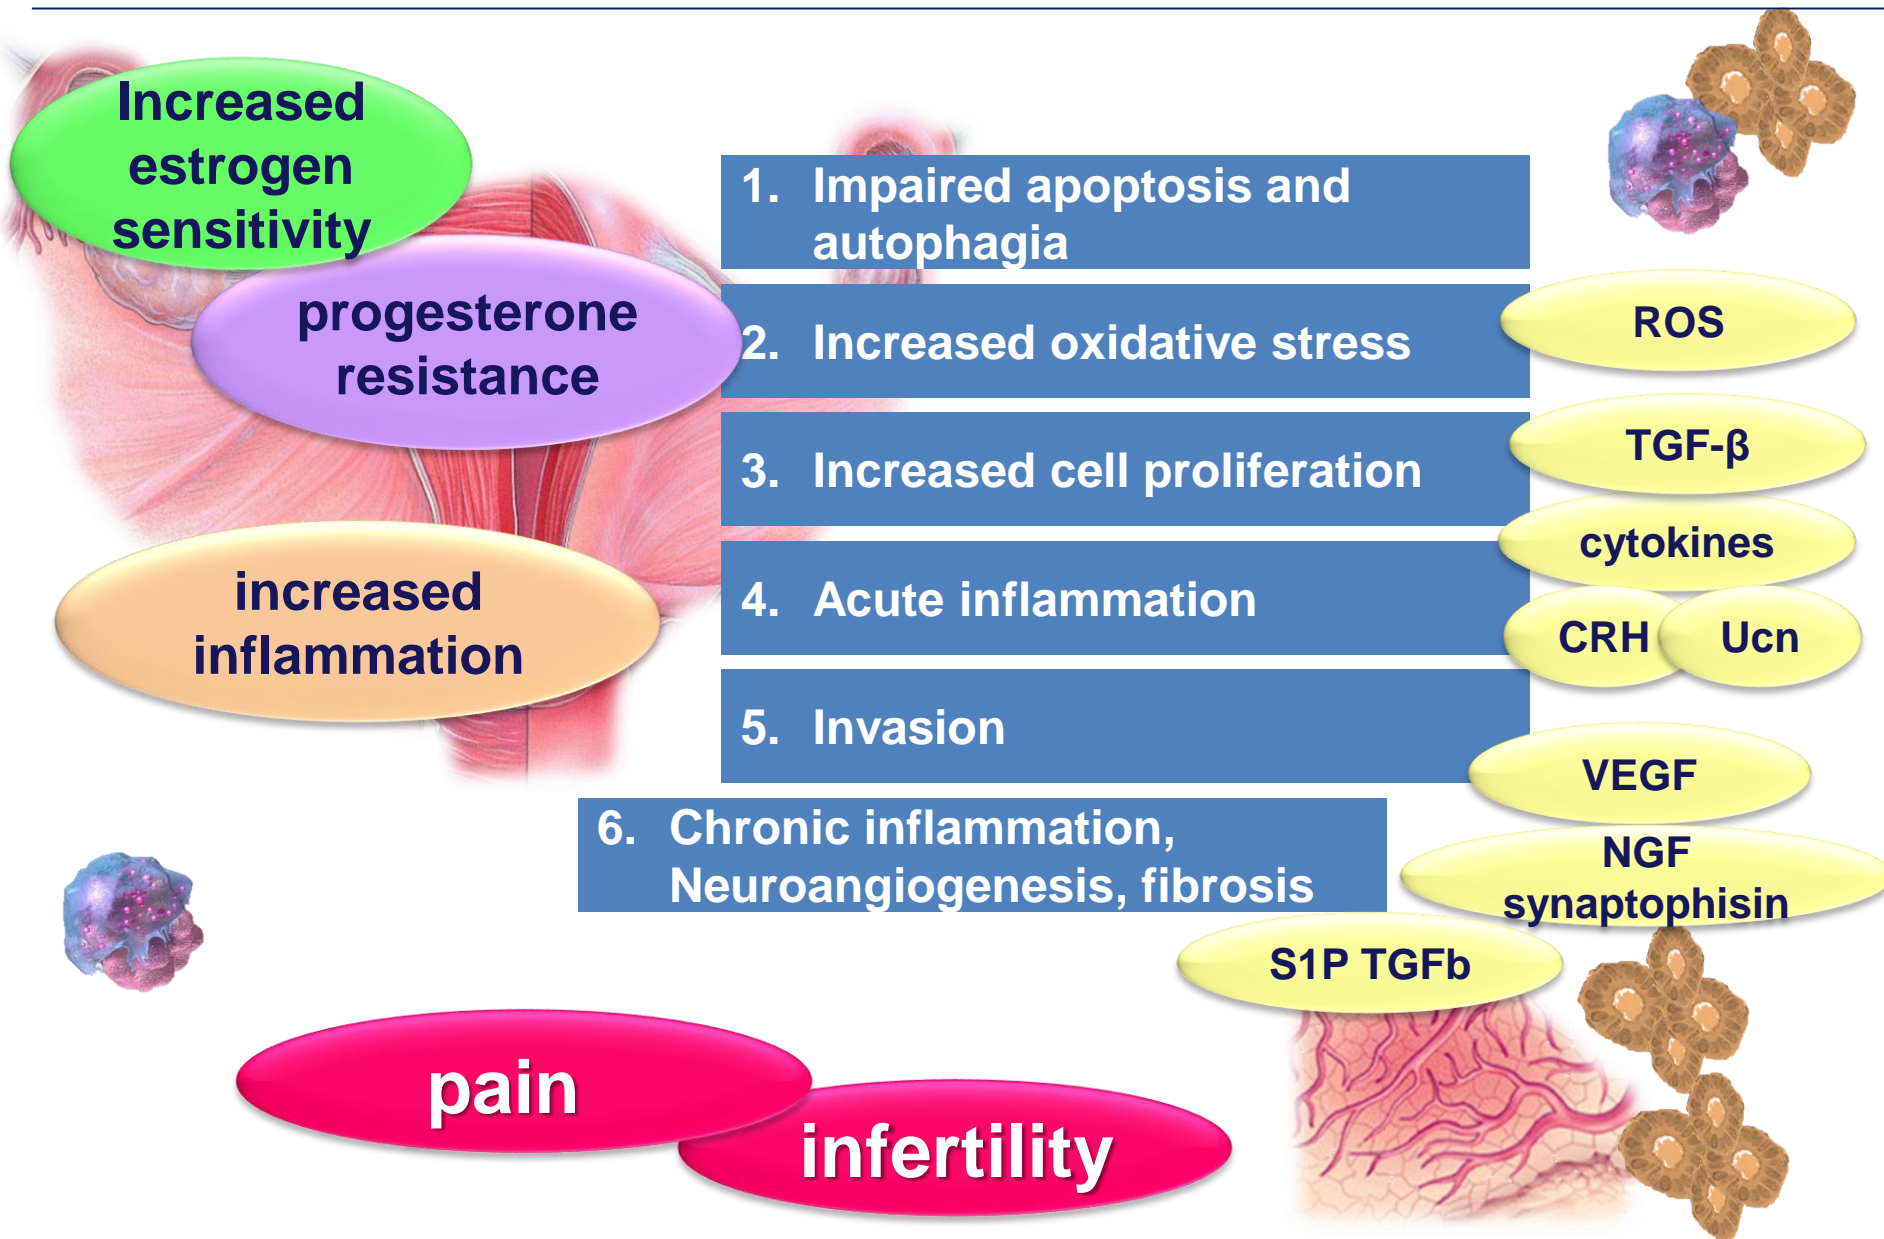 Increased
estrogen
sensitivity
progesterone
resistance
increased
inflammation
1. Impaired apoptosis and
autophagia
2. Increased oxidative stress
3. Increased cell proliferation
4. Acute inflammation
5. Invasion
6. Chronic inflammation,
Neuroangiogenesis, fibrosis
ROS
TGF-β
cytokines
CRH
Ucn
VEGF
NGF
synaptophisin
S1P TGFb
pain
infertility